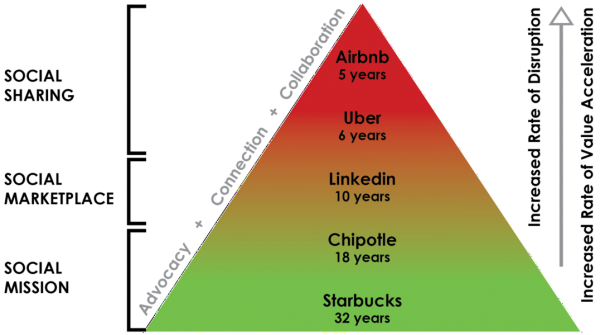 SOCIAL
SHARING
SOCIAL
MARKETPLACE
SOCIAL
MISSION
Advocacy + Connection + Collaboration
Airbnb
5 years
Uber
6 years
Linkedin
10 years
Chipotle
18 years
Starbucks
32 years
Increased Rate of Disruption
Increased Rate of Value Acceleration